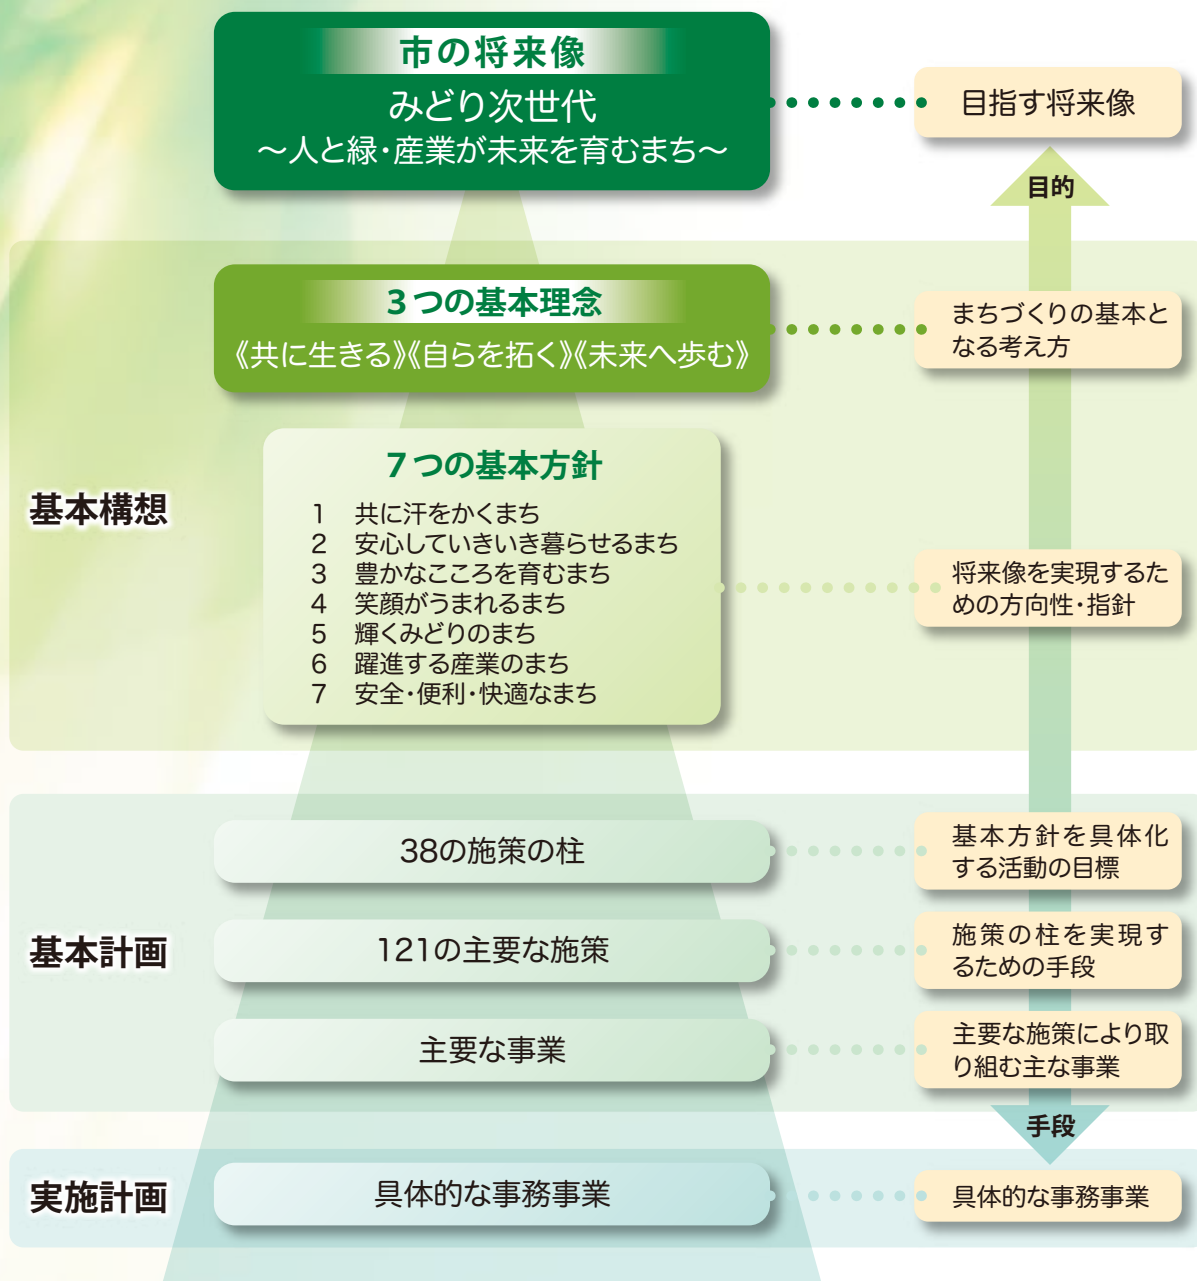 市の将来像
みどり次世代
～人と緑・産業が未来を育むまち～
目指す将来像
目的
3つの基本理念
《共に生きる》《自らを拓く》《未来へ歩む》
まちづくりの基本と
なる考え方
基本構想
7つの基本方針
1 共に汗をかくまち
2 安心していきいき暮らせるまち
3 豊かなこころを育むまち
4 笑顔がうまれるまち
5 輝くみどりのまち
6 躍進する産業のまち
7 安全・便利・快適なまち
将来像を実現するた
めの方向性・指針
基本計画
38の施策の柱
基本方針を具体化
する活動の目標
121の主要な施策
施策の柱を実現す
るための手段
主要な事業
主要な施策により取
り組む主な事業
手段
実施計画
具体的な事務事業
具体的な事務事業